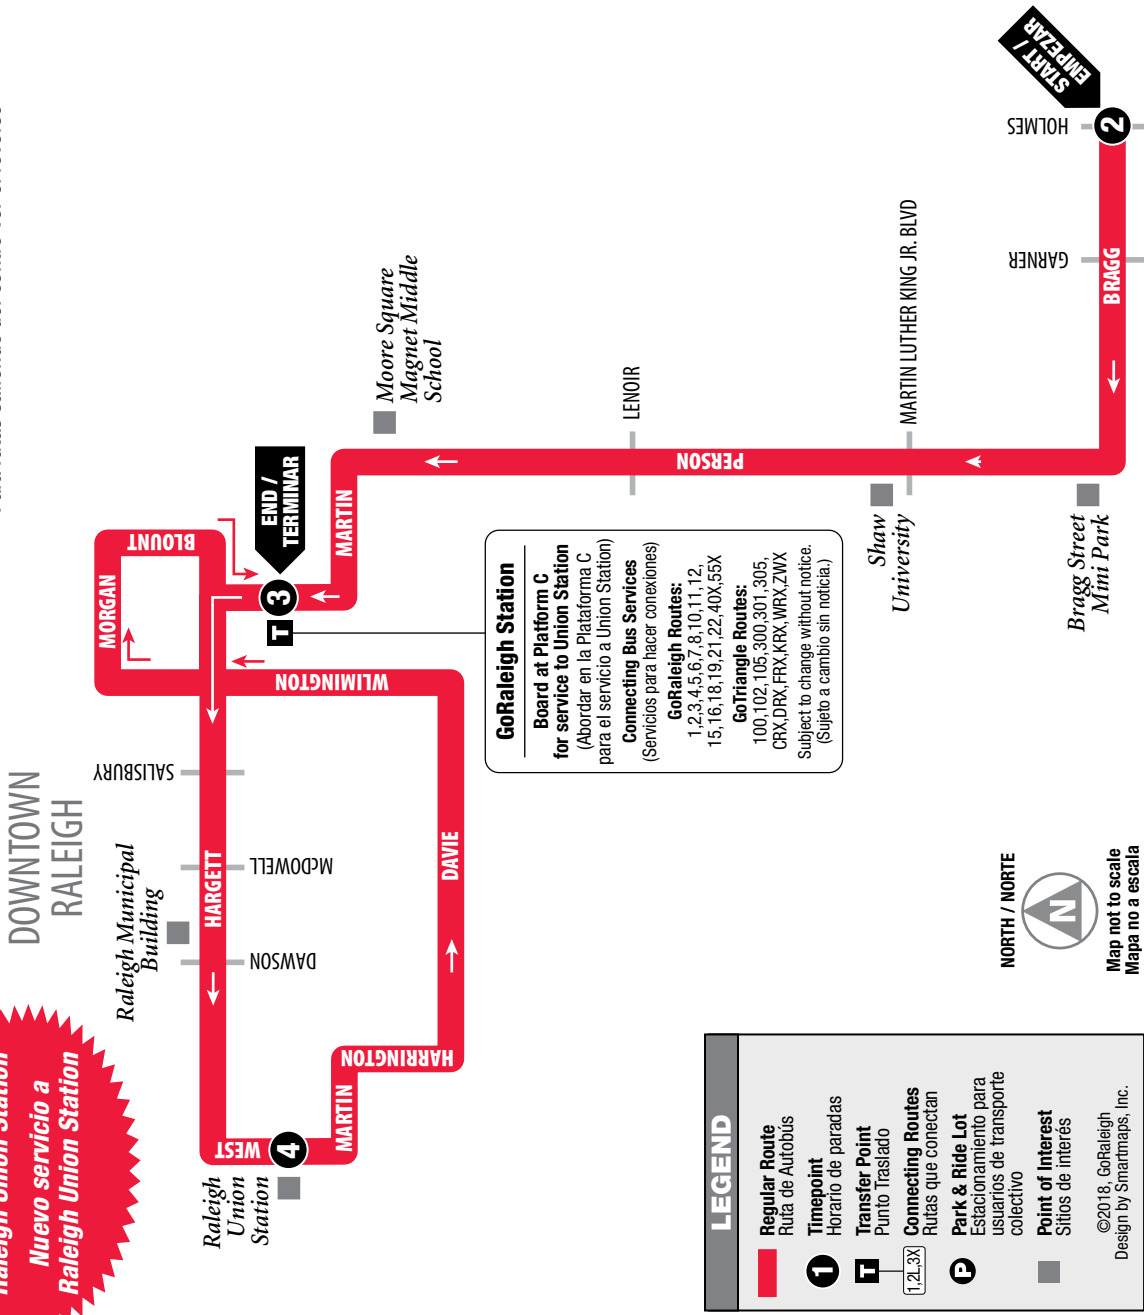 DOWNTOWN
RALEIGH
Nuevo servicio a
Raleigh Union Station
START /
EMPEZAR
2
HOLMES
GARNER
BRAGG
Bragg Street
Mini Park
MARTIN LUTHER KING JR. BLVD
Shaw
University
PERSON
LENOIR
Moore Square
Magnet Middle
School
MARTIN
END /
TERMINAR
3
T
BLOUNT
MORGAN
WLIMINGTON
SALISBURY
McDOWELL
HARGETT
DAWSON
Raleigh Municipal
Building
WEST
4
Raleigh
Union
Station
MARTIN
HARRINGTON
DAVIE
GoRaleigh Station
Board at Platform C
for service to Union Station
(Abordar en la Plataforma C
para el servicio a Union Station)
Connecting Bus Services
(Servicios para hacer conexiones)
GoRaleigh Routes:
1,2,3,4,5,6,7,8,10,11,12,
15,16,18,19,21,22,40X,55X
GoTriangle Routes:
100,102,105,300,301,305,
CRX,DRX,FRX,KRX,WRX,ZWX
Subject to change without notice.
(Sujeto a cambio sin noticia.)
NORTH / NORTE
N
Map not to scale
Mapa no a escala
LEGEND
Regular Route
Ruta de Autobús
1
Timepoint
Horario de paradas
T
Transfer Point
Punto Traslado
1,2L,3X
Connecting Routes
Rutas que conectan
P
Park & Ride Lot
Estacionamiento para
usuarios de transporte
colectivo
Point of Interest
Sitios de interés
©2018, GoRaleigh
Design by Smartmaps, Inc.